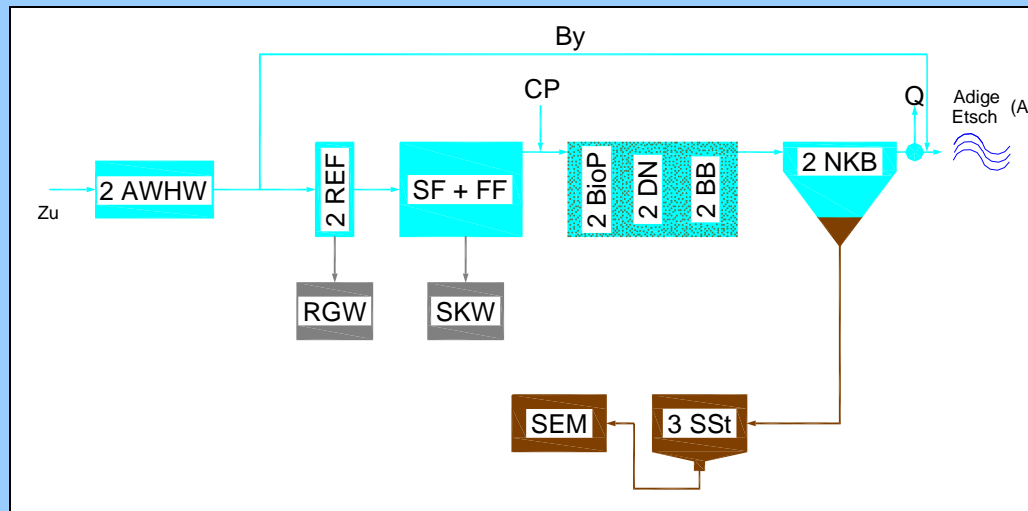 By
CP
Q
Adige
Etsch
(A
Zu
2 AWHW
2 REF
SF + FF
2 BioP
2 DN
2 BB
2 NKB
RGW
SKW
SEM
3 SSt